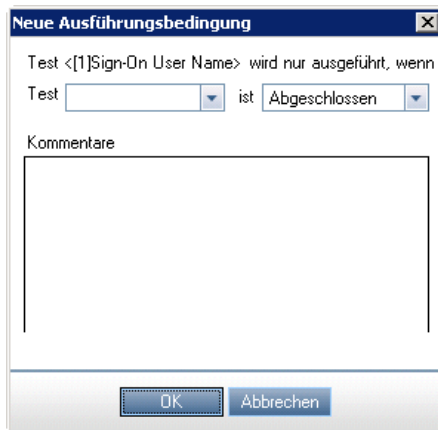 Neue Ausführungsbedingung
Test <[1]Sign-On User Name> wird nur ausgeführt, wenn
Test ist Abgeschlossen
Kommentare
OK Abbrechen